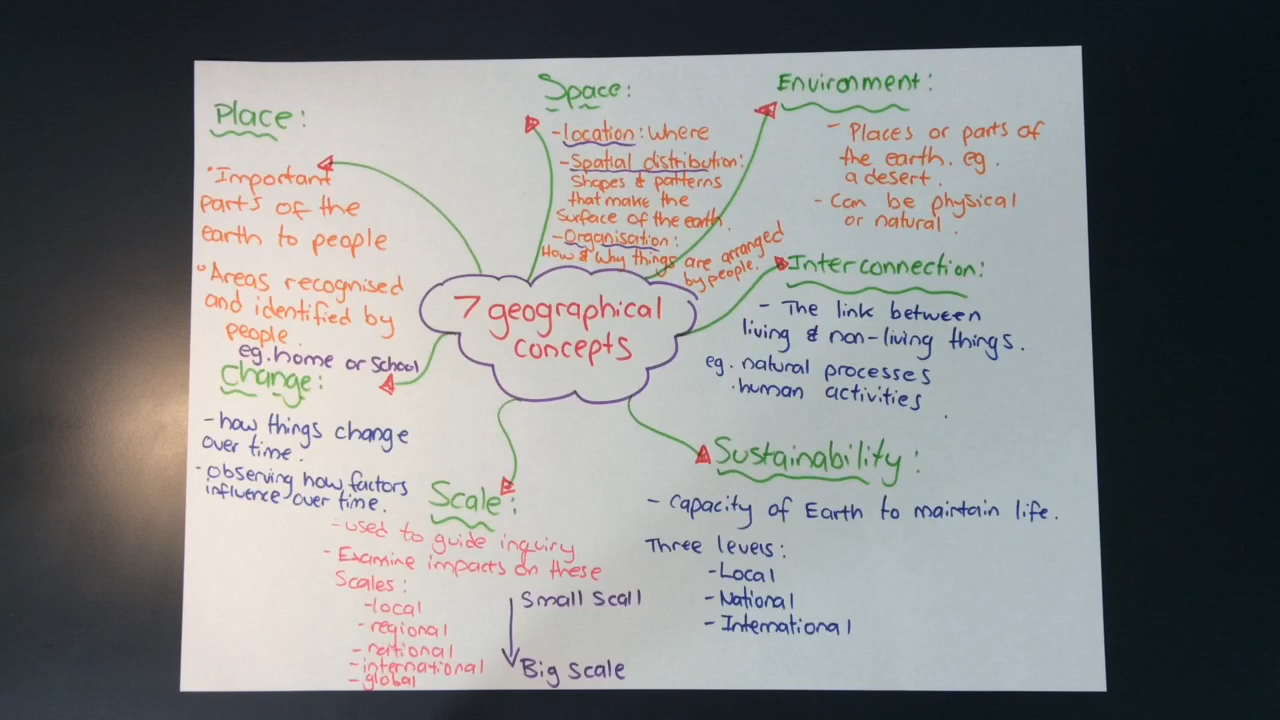 7 geographical
concepts
Place:
• Important
parts of the
earth to people
• Areas recognised
and identified by
people.
eg. home or School
Space:
- location: where
- Spatial distribution:
Shapes & patterns
that make the
surface of the earth.
- Organisation:
How & why things are arranged
by people.
Environment:
- Places or parts of
the earth. eg.
a desert.
- Can be physical
or natural.
Interconnection:
- The link between
living & non-living things.
eg. natural processes
. human activities
Sustainability:
- Capacity of Earth to maintain life.
Three levels:
- Local
- National
- International
Scale:
- used to guide inquiry
- Examine impacts on these
Scales:
- local
- regional
- national
- international
- global
Small Scall
Big Scale
Change:
- how things change
over time.
- observing how factors
influence over time.